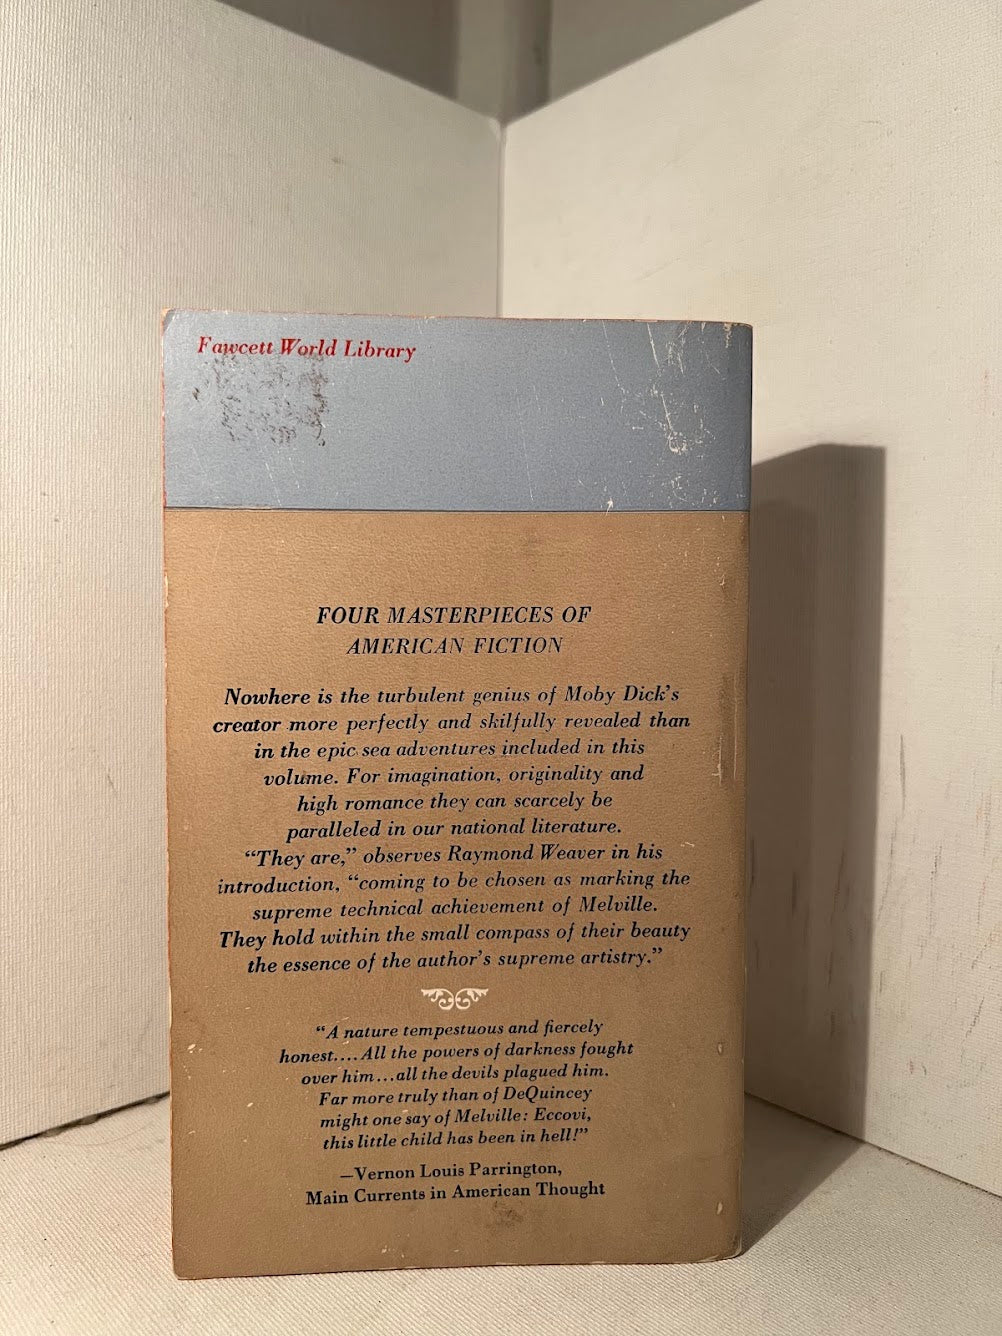 Fawcett World Library
FOUR MASTERPIECES OF
AMERICAN FICTION
Nowhere is the turbulent genius of Moby Dick's
creator more perfectly and skilfully revealed than
in the epic sea adventures included in this
volume. For imagination, originality and
high romance they can scarcely be
paralleled in our national literature.
“They are,” observes Raymond Weaver in his
introduction, “coming to be chosen as marking the
supreme technical achievement of Melville.
They hold within the small compass of their beauty
the essence of the author's supreme artistry.”
“A nature tempestuous and fiercely
honest....All the powers of darkness fought
over him...all the devils plagued him.
Far more truly than of DeQuincey
might one say of Melville: Eccovi,
this little child has been in hell!”
—Vernon Louis Parrington,
Main Currents in American Thought